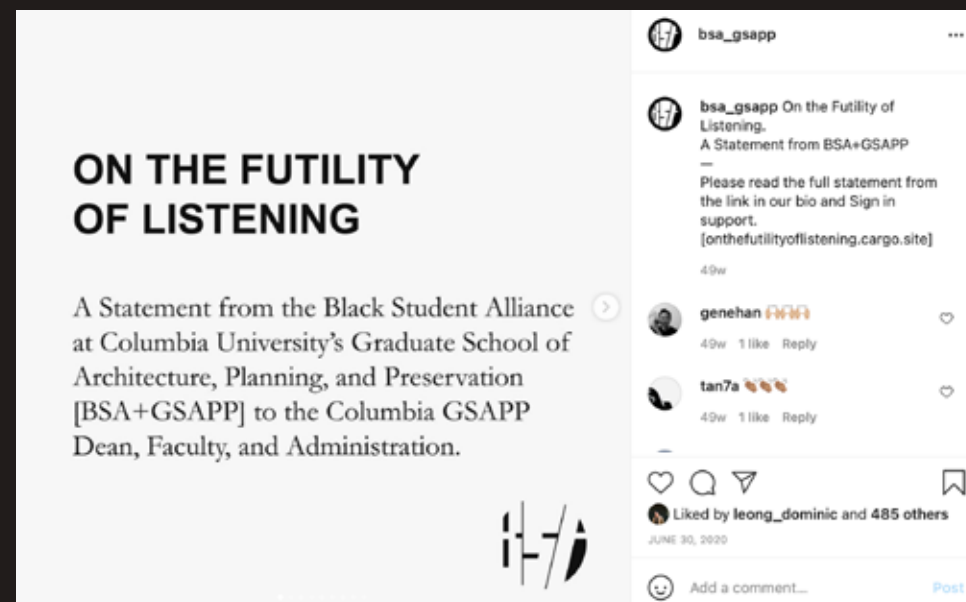 ON THE FUTILITY
OF LISTENING
A Statement from the Black Student Alliance
at Columbia University’s Graduate School of
Architecture, Planning, and Preservation
[BSA+GSAPP] to the Columbia GSAPP
Dean, Faculty, and Administration.
bsa_gsapp
bsa_gsapp On the Futility of
Listening.
A Statement from BSA+GSAPP
—
Please read the full statement from
the link in our bio and Sign in
support.
[onthefutilityoflistening.cargo.site]
49w
genehan 🙌🏻🙌🏻🙌🏻
49w 1 like Reply
tan7a 👏🏾👏🏾👏🏾
49w 1 like Reply
Liked by leong_dominic and 485 others
JUNE 30, 2020
Add a comment... Post